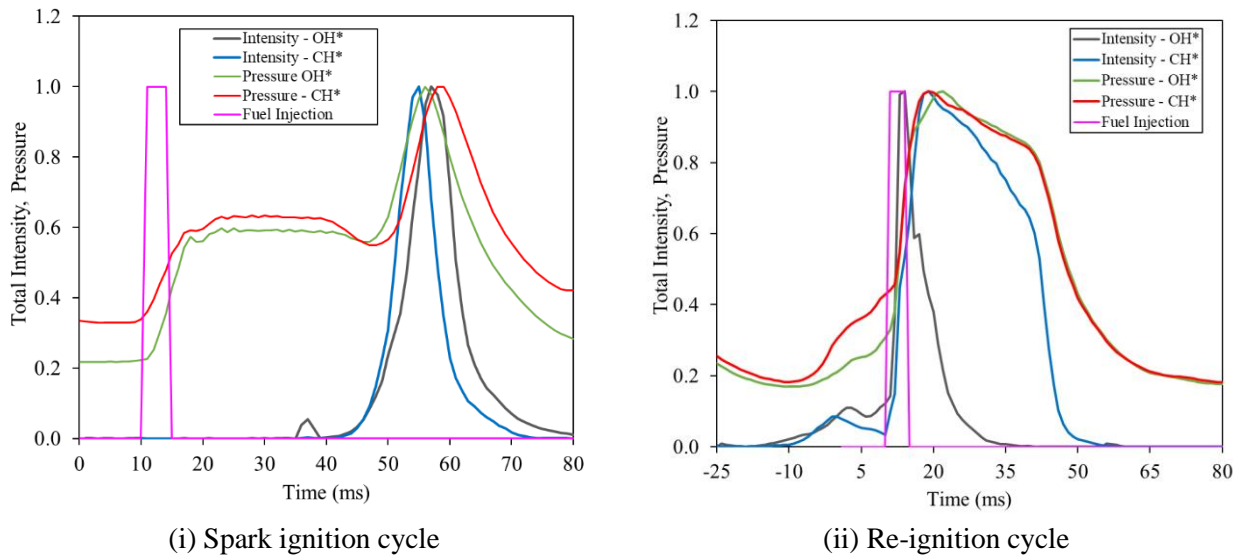 1.2
1.0
0.8
0.6
0.4
0.2
0.0
Total Intensity, Pressure
Intensity - OH*
Intensity - CH*
Pressure OH*
Pressure - CH*
Fuel Injection
0 10 20 30 40 50 60 70 80
Time (ms)
(i) Spark ignition cycle
1.2
1.0
0.8
0.6
0.4
0.2
0.0
Total Intensity, Pressure
Intensity - OH*
Intensity - CH*
Pressure - OH*
Pressure - CH*
Fuel Injection
-25 -10 5 20 35 50 65 80
Time (ms)
(ii) Re-ignition cycle